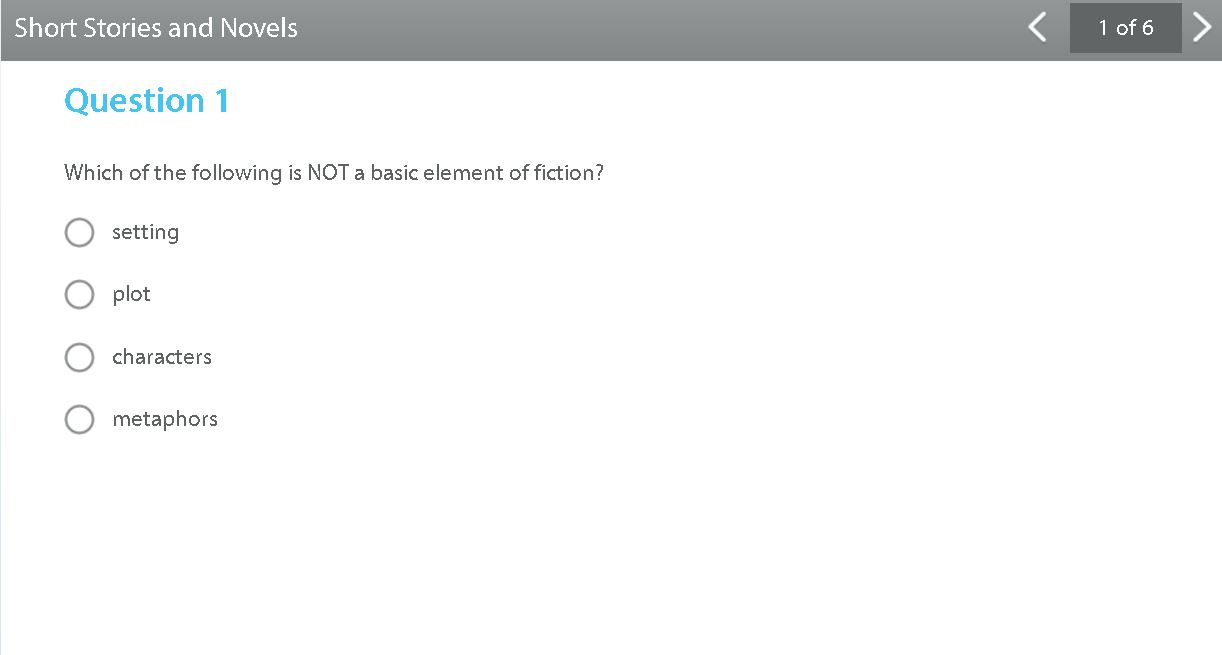 Short Stories and Novels
1 of 6
Question 1
Which of the following is NOT a basic element of fiction?
setting
plot
characters
metaphors